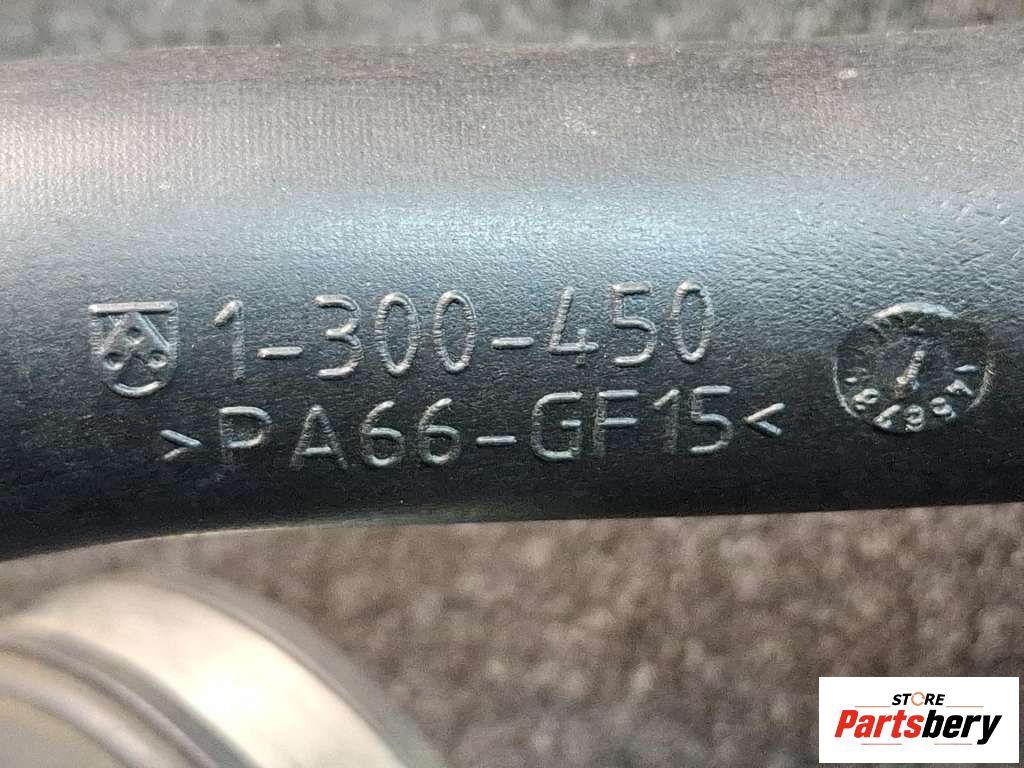 1-300-450
>PA66-GF15<
STORE
Partsbery